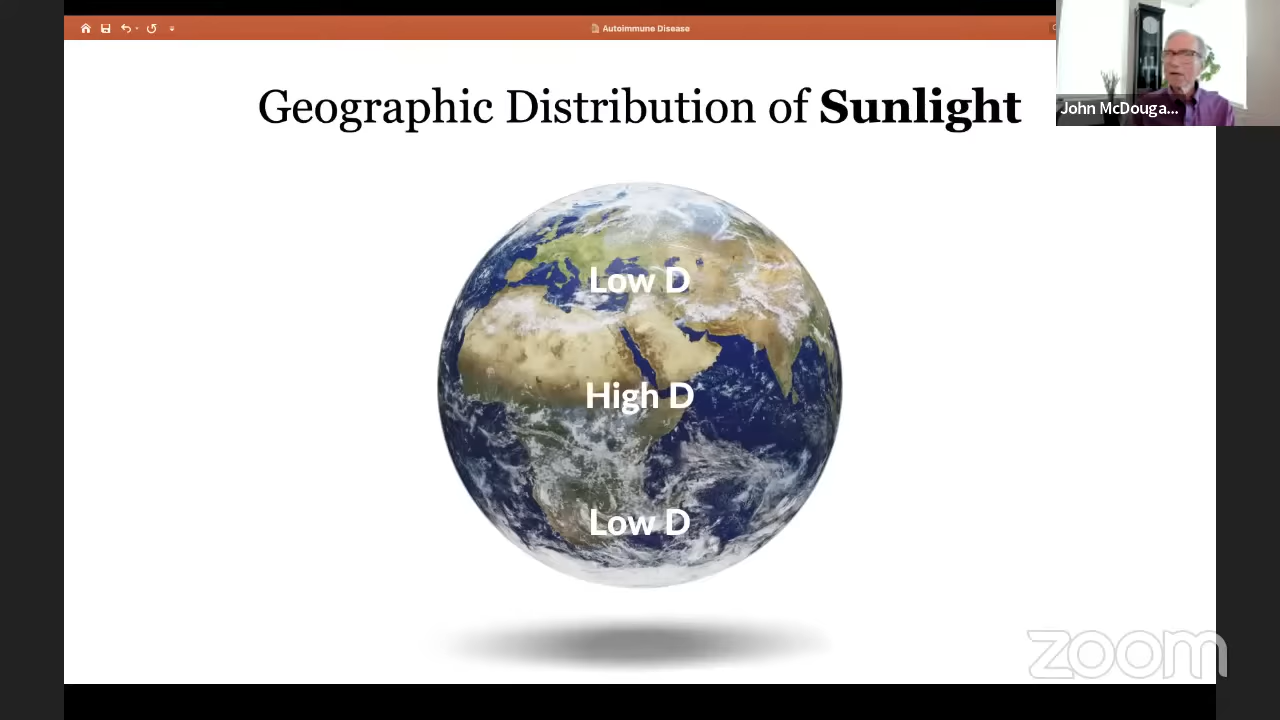 Autoimmune Disease
John McDouga...
Geographic Distribution of Sunlight
Low D
High D
Low D
zoom